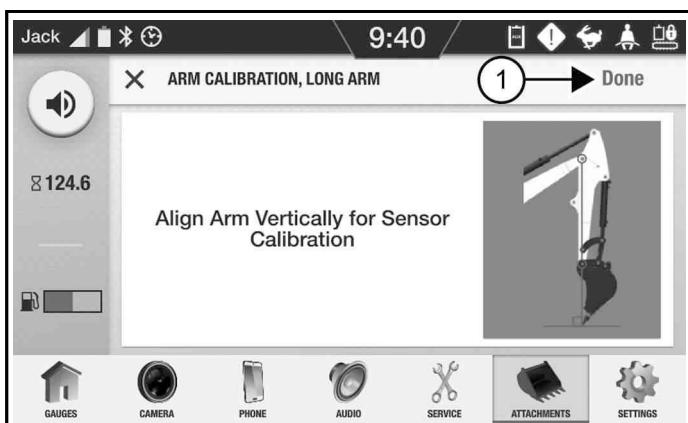 Jack
9:40
ARM CALIBRATION, LONG ARM
1
Done
124.6
Align Arm Vertically for Sensor
Calibration
GAUGES
CAMERA
PHONE
AUDIO
SERVICE
ATTACHMENTS
SETTINGS